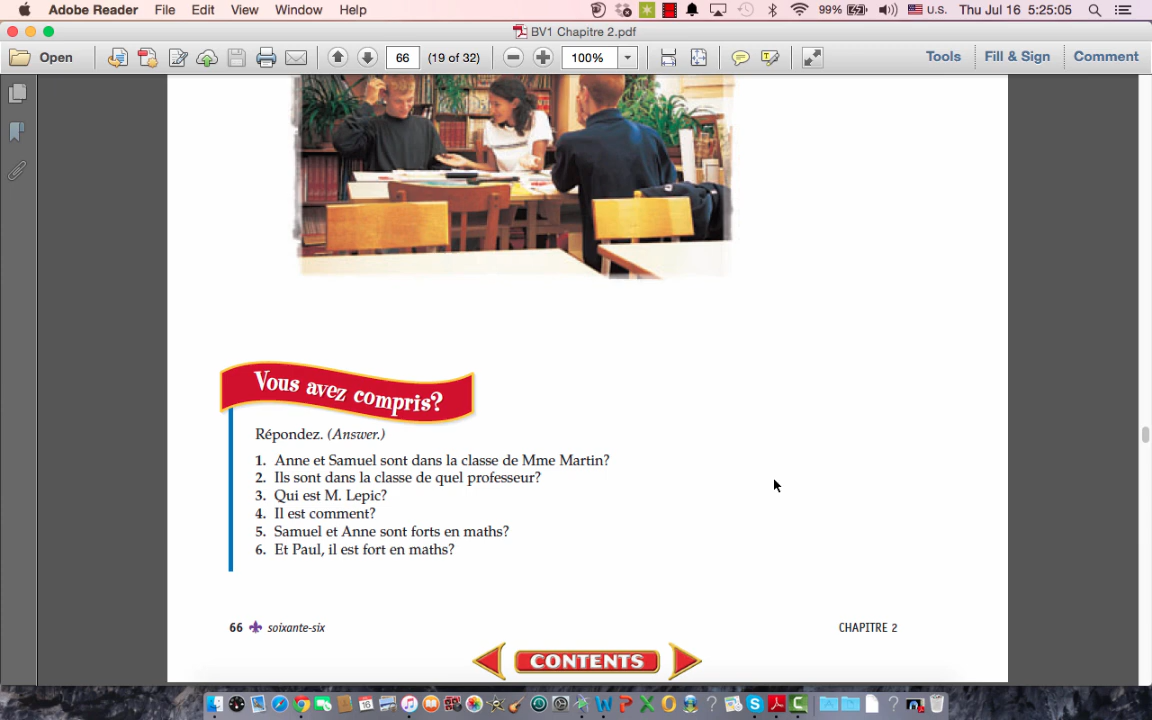 Adobe Reader File Edit View Window Help 99% U.S. Thu Jul 16 5:25:05
BV1 Chapitre 2.pdf
Open 66 (19 of 32) 100% Tools Fill & Sign Comment
Vous avez compris?
Répondez. (Answer.)
1. Anne et Samuel sont dans la classe de Mme Martin?
2. Ils sont dans la classe de quel professeur?
3. Qui est M. Lepic?
4. Il est comment?
5. Samuel et Anne sont forts en maths?
6. Et Paul, il est fort en maths?
66 soixante-six CHAPITRE 2
CONTENTS